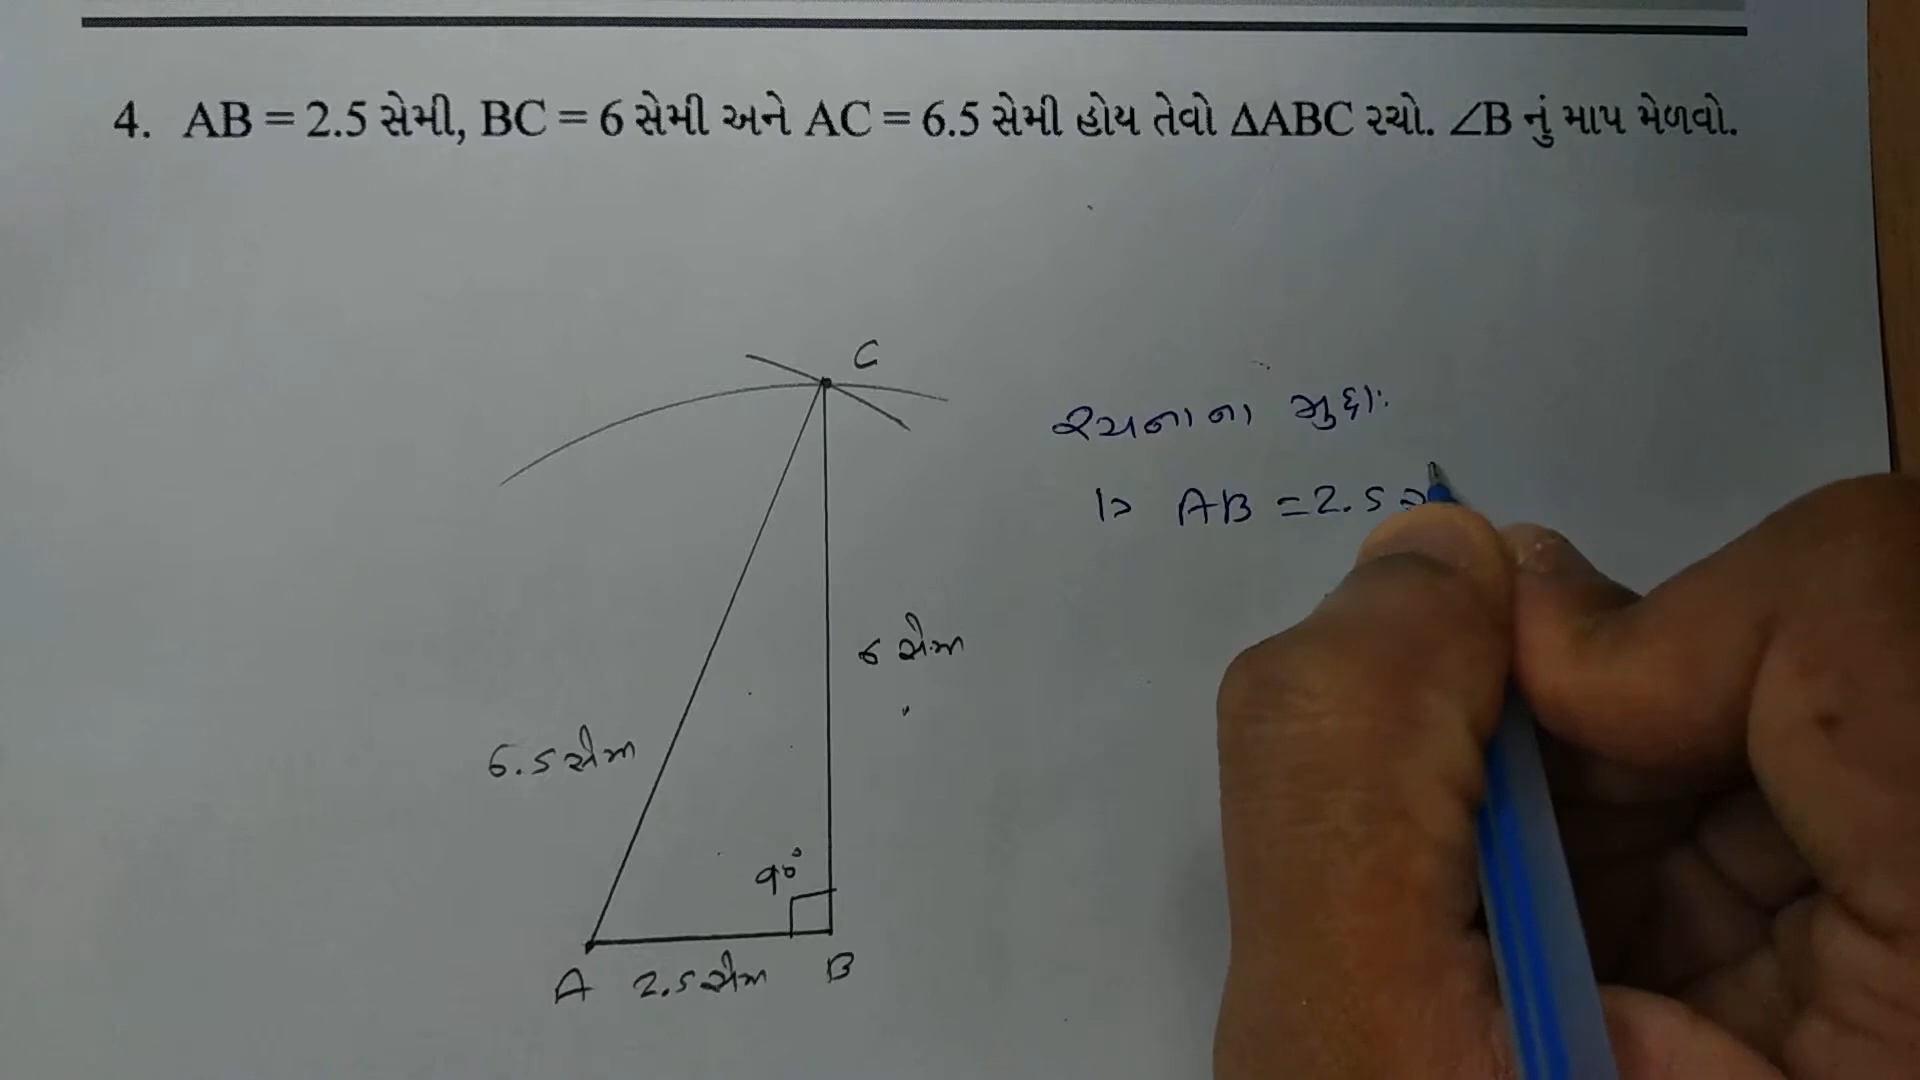 4. AB = 2.5 સેમી, BC = 6 સેમી અને AC = 6.5 સેમી હોય તેવો ΔABC રચો. ∠B નું માપ મેળવો.
C
રચનાના મુદ્દા:
1> AB = 2.5
6 સેમી
6.5 સેમી
90°
A 2.5 સેમી B